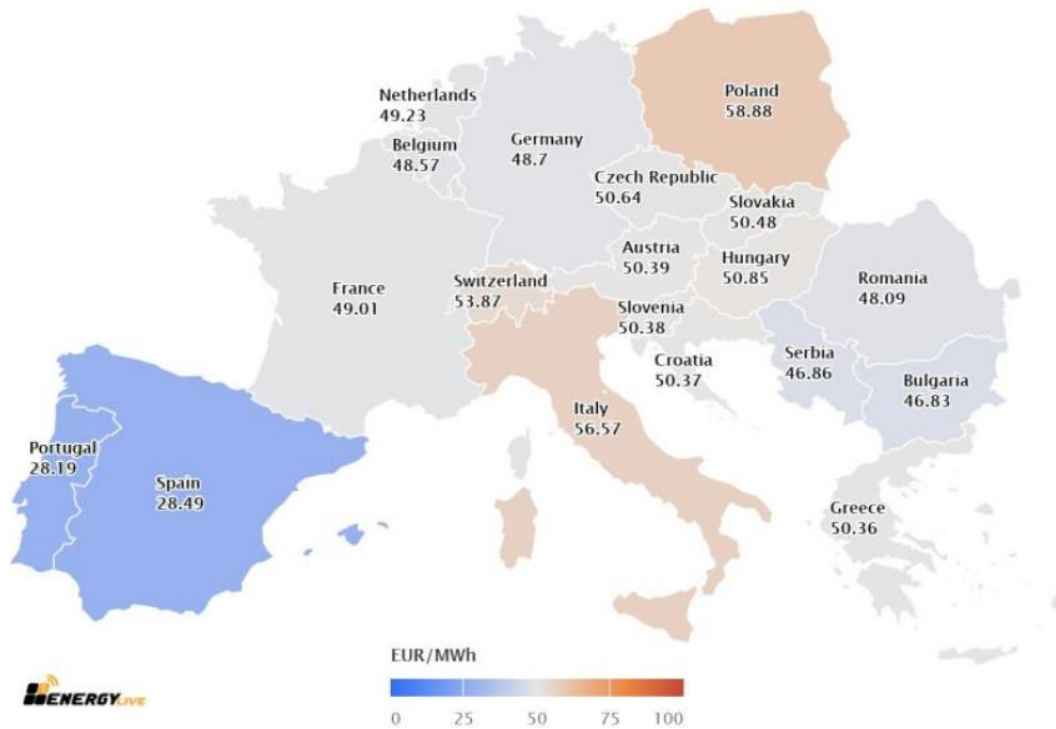 Poland
58.88
Netherlands
49.23
Belgium
48.57
Germany
48.7
Czech Republic
50.64
Slovakia
50.48
Austria
50.39
Hungary
50.85
Romania
48.09
France
49.01
Switzerland
53.87
Slovenia
50.38
Croatia
50.37
Serbia
46.86
Bulgaria
46.83
Italy
56.57
Portugal
28.19
Spain
28.49
Greece
50.36
EUR/MWh
0 25 50 75 100
ENERGYLIVE